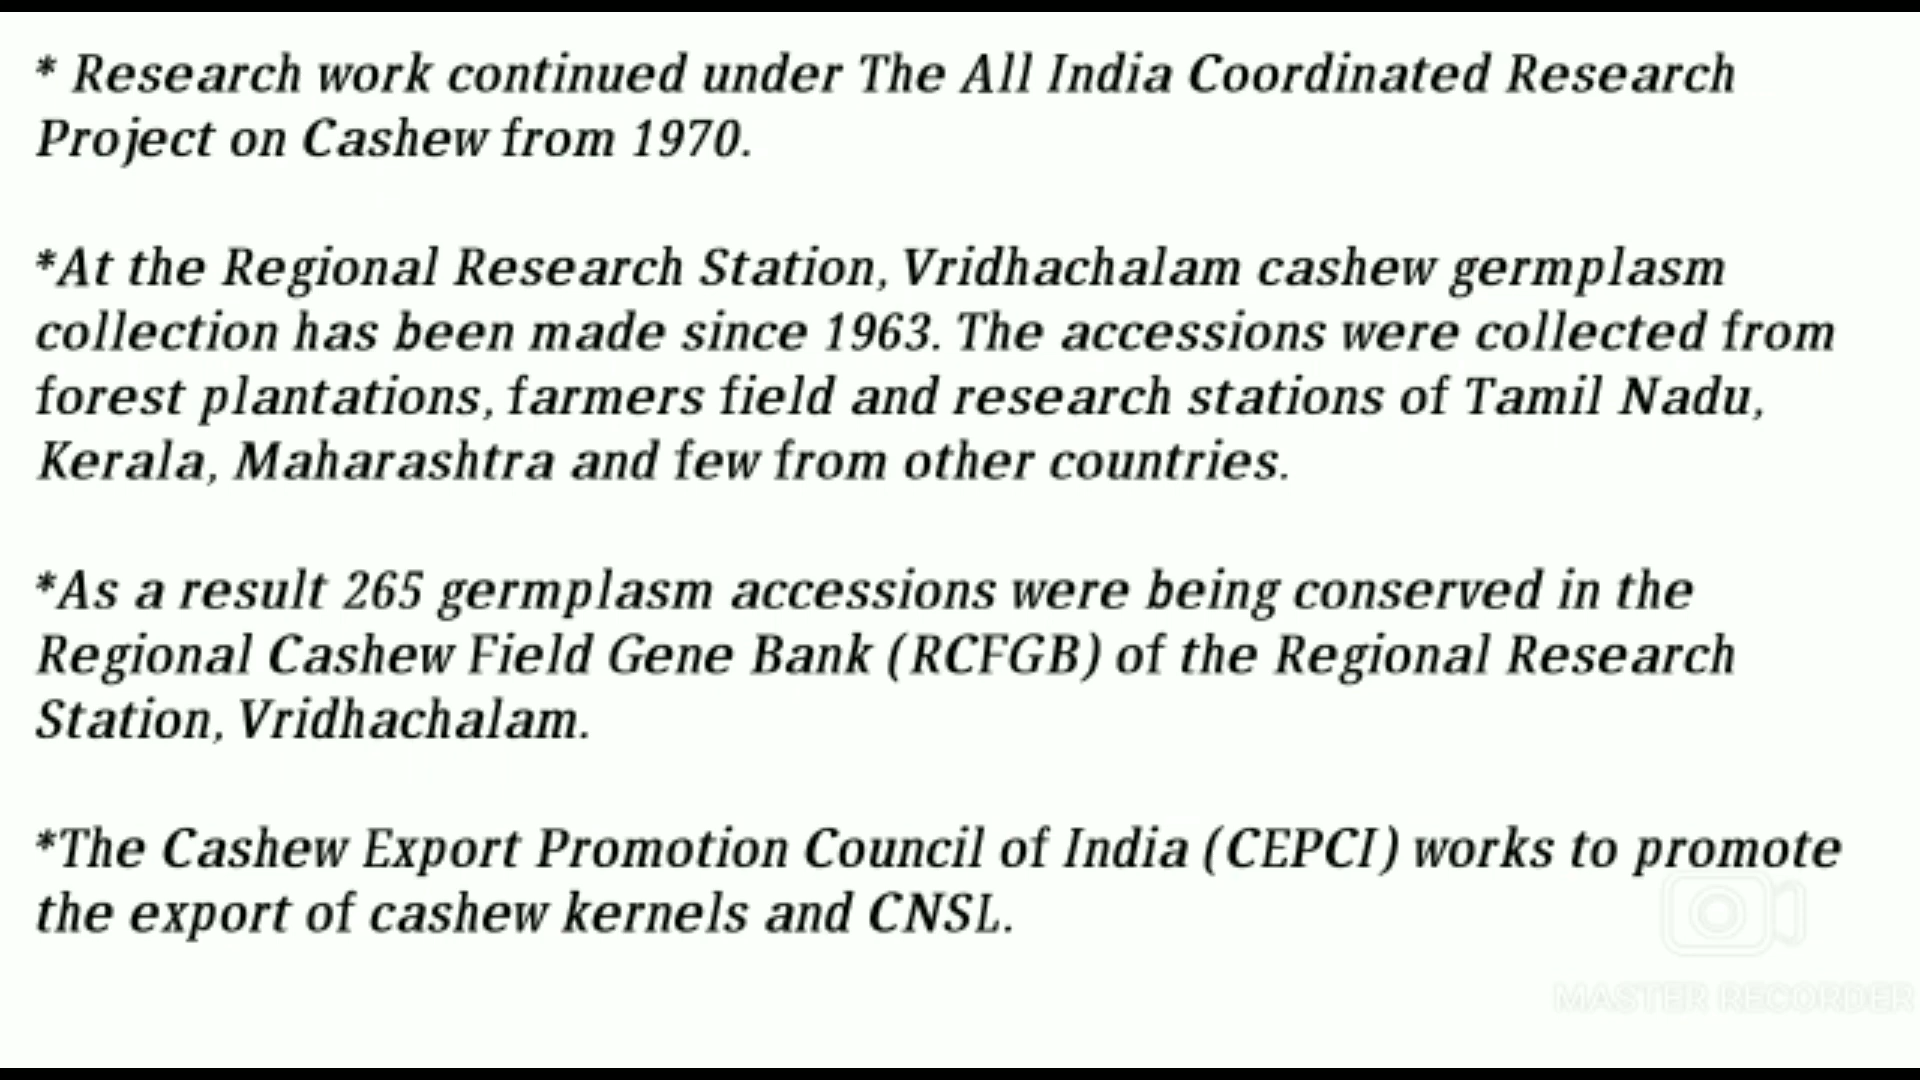 * Research work continued under The All India Coordinated Research
Project on Cashew from 1970.
*At the Regional Research Station, Vridhachalam cashew germplasm
collection has been made since 1963. The accessions were collected from
forest plantations, farmers field and research stations of Tamil Nadu,
Kerala, Maharashtra and few from other countries.
*As a result 265 germplasm accessions were being conserved in the
Regional Cashew Field Gene Bank (RCFGB) of the Regional Research
Station, Vridhachalam.
*The Cashew Export Promotion Council of India (CEPCI) works to promote
the export of cashew kernels and CNSL.
MASTER RECORDER